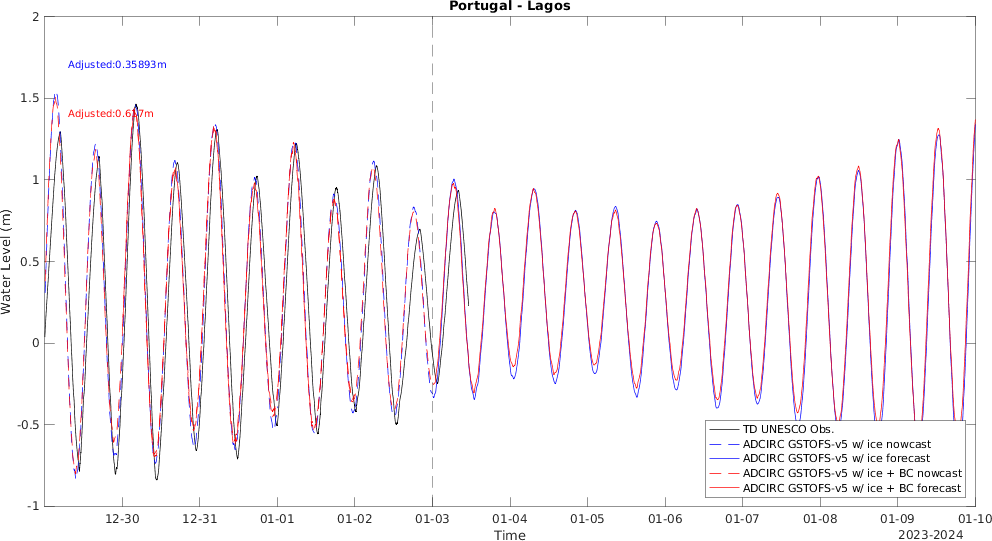 Portugal - Lagos
2
Adjusted:0.35893m
1.5
Adjusted:0.637m
1
0.5
0
-0.5
-1
Water Level (m)
TD UNESCO Obs.
ADCIRC GSTOFS-v5 w/ ice nowcast
ADCIRC GSTOFS-v5 w/ ice forecast
ADCIRC GSTOFS-v5 w/ ice + BC nowcast
ADCIRC GSTOFS-v5 w/ ice + BC forecast
12-30 12-31 01-01 01-02 01-03 01-04 01-05 01-06 01-07 01-08 01-09 01-10
Time
2023-2024